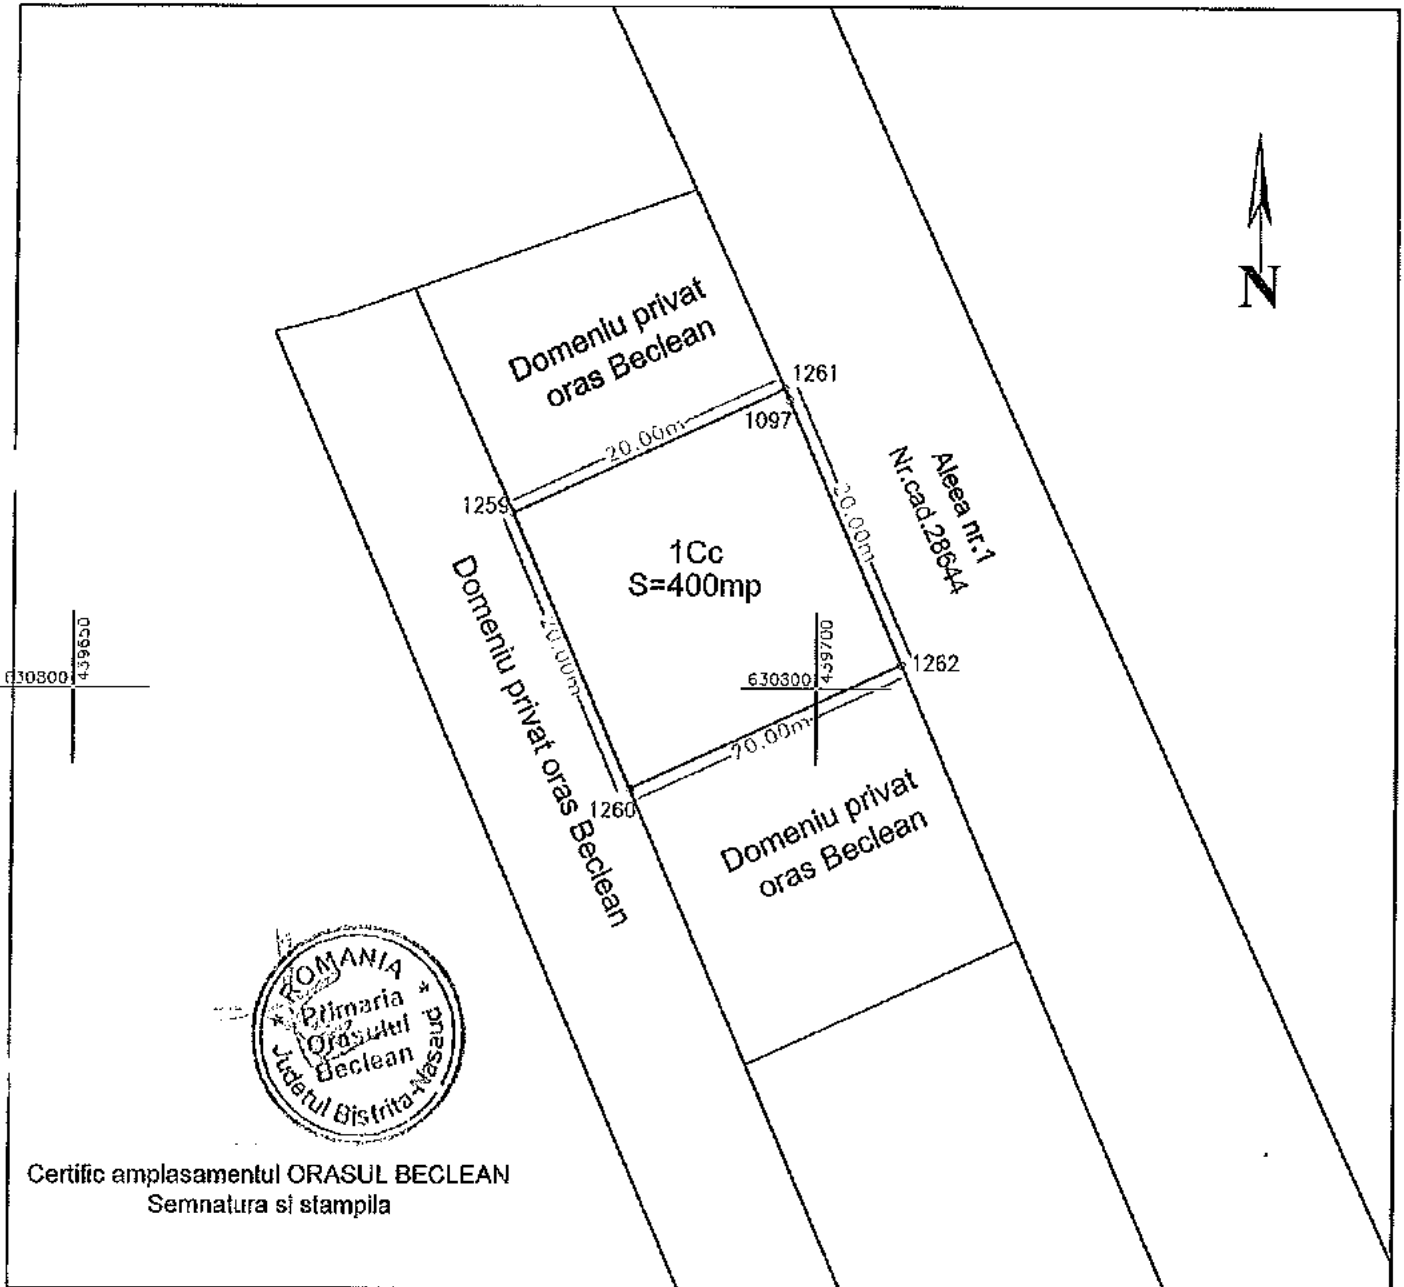 Domeniu privat
oras Beclean
1261
1097
20.00m
1259
N
Aleea nr.1
Nr.cad.28644
20.00m
1Cc
S=400mp
Domeniu privat oras Beclean
20.00m
630800
439650
630800
439700
1262
20.00m
1260
Domeniu privat
oras Beclean
ROMANIA
Primaria
Orasului
Beclean
Judetul Bistrita-Nasaud
Certific amplasamentul ORASUL BECLEAN
Semnatura si stampila